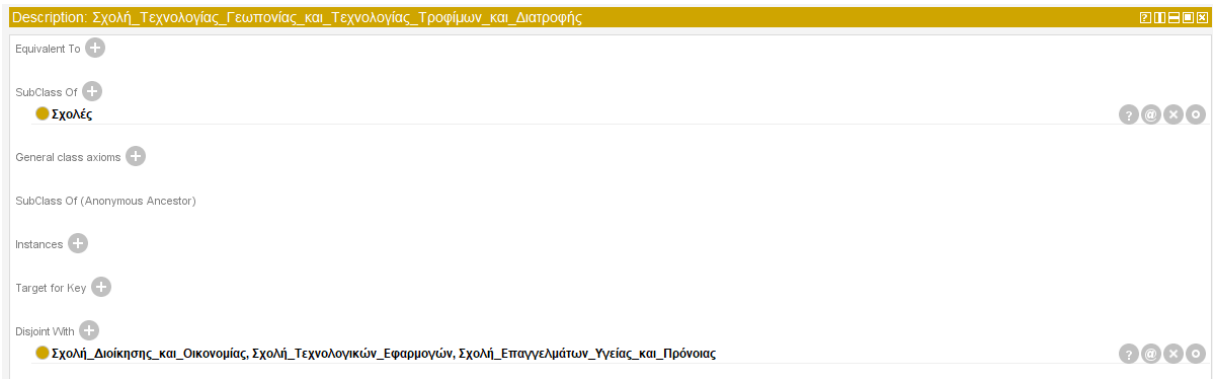 Description: Σχολή_Τεχνολογίας_Γεωπονίας_και_Τεχνολογίας_Τροφίμων_και_Διατροφής
Equivalent To
SubClass Of
Σχολές
General class axioms
SubClass Of (Anonymous Ancestor)
Instances
Target for Key
Disjoint With
Σχολή_Διοίκησης_και_Οικονομίας, Σχολή_Τεχνολογικών_Εφαρμογών, Σχολή_Επαγγελμάτων_Υγείας_και_Πρόνοιας